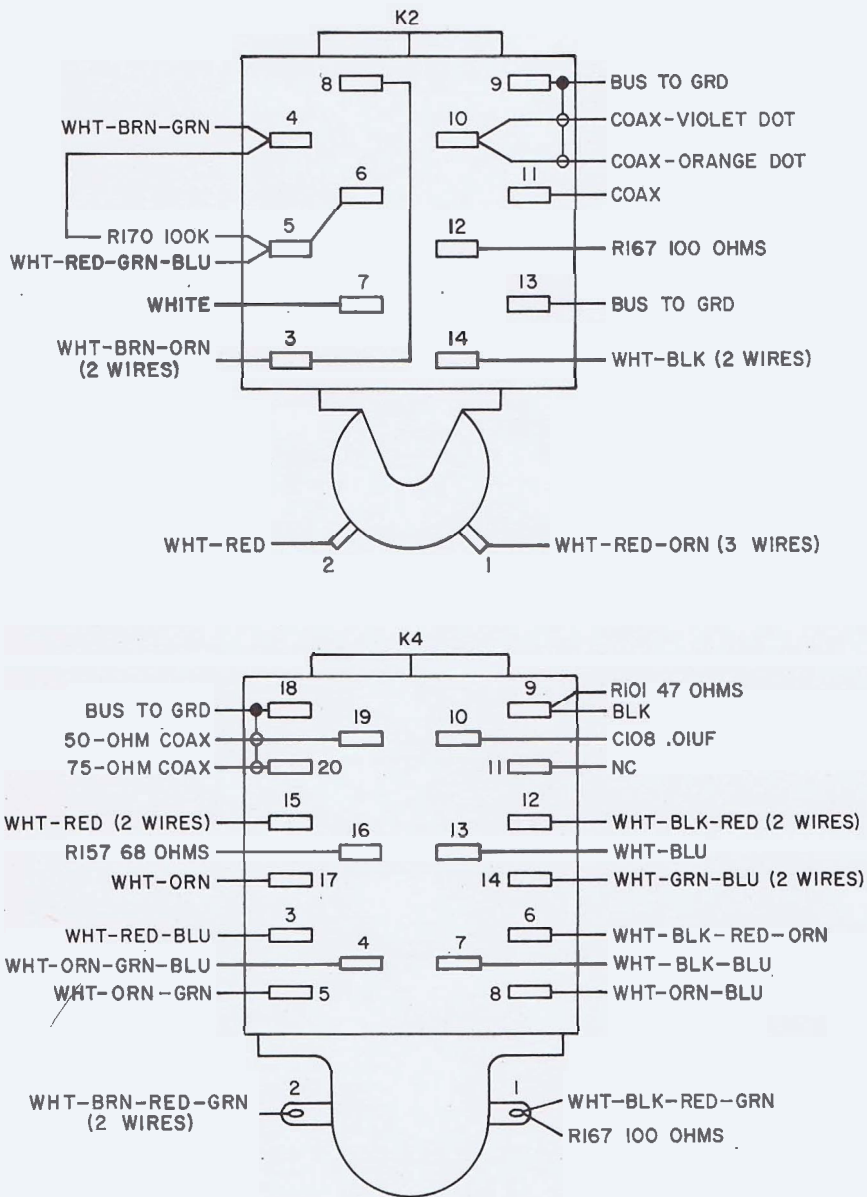 K2
8
9
BUS TO GRD
WHT-BRN-GRN
4
10
COAX-VIOLET DOT
COAX-ORANGE DOT
6
11
COAX
R170 100K
5
12
R167 100 OHMS
WHT-RED-GRN-BLU
WHITE
7
13
BUS TO GRD
WHT-BRN-ORN
(2 WIRES)
3
14
WHT-BLK (2 WIRES)
WHT-RED
2
1
WHT-RED-ORN (3 WIRES)
K4
18
9
R101 47 OHMS
BUS TO GRD
BLK
19
10
50-OHM COAX
C108 .01UF
75-OHM COAX
20
11
NC
15
12
WHT-RED (2 WIRES)
WHT-BLK-RED (2 WIRES)
16
13
R157 68 OHMS
WHT-BLU
WHT-ORN
17
14
WHT-GRN-BLU (2 WIRES)
3
6
WHT-RED-BLU
WHT-BLK-RED-ORN
4
7
WHT-ORN-GRN-BLU
WHT-BLK-BLU
WHT-ORN-GRN
5
8
WHT-ORN-BLU
2
1
WHT-BRN-RED-GRN
(2 WIRES)
WHT-BLK-RED-GRN
R167 100 OHMS